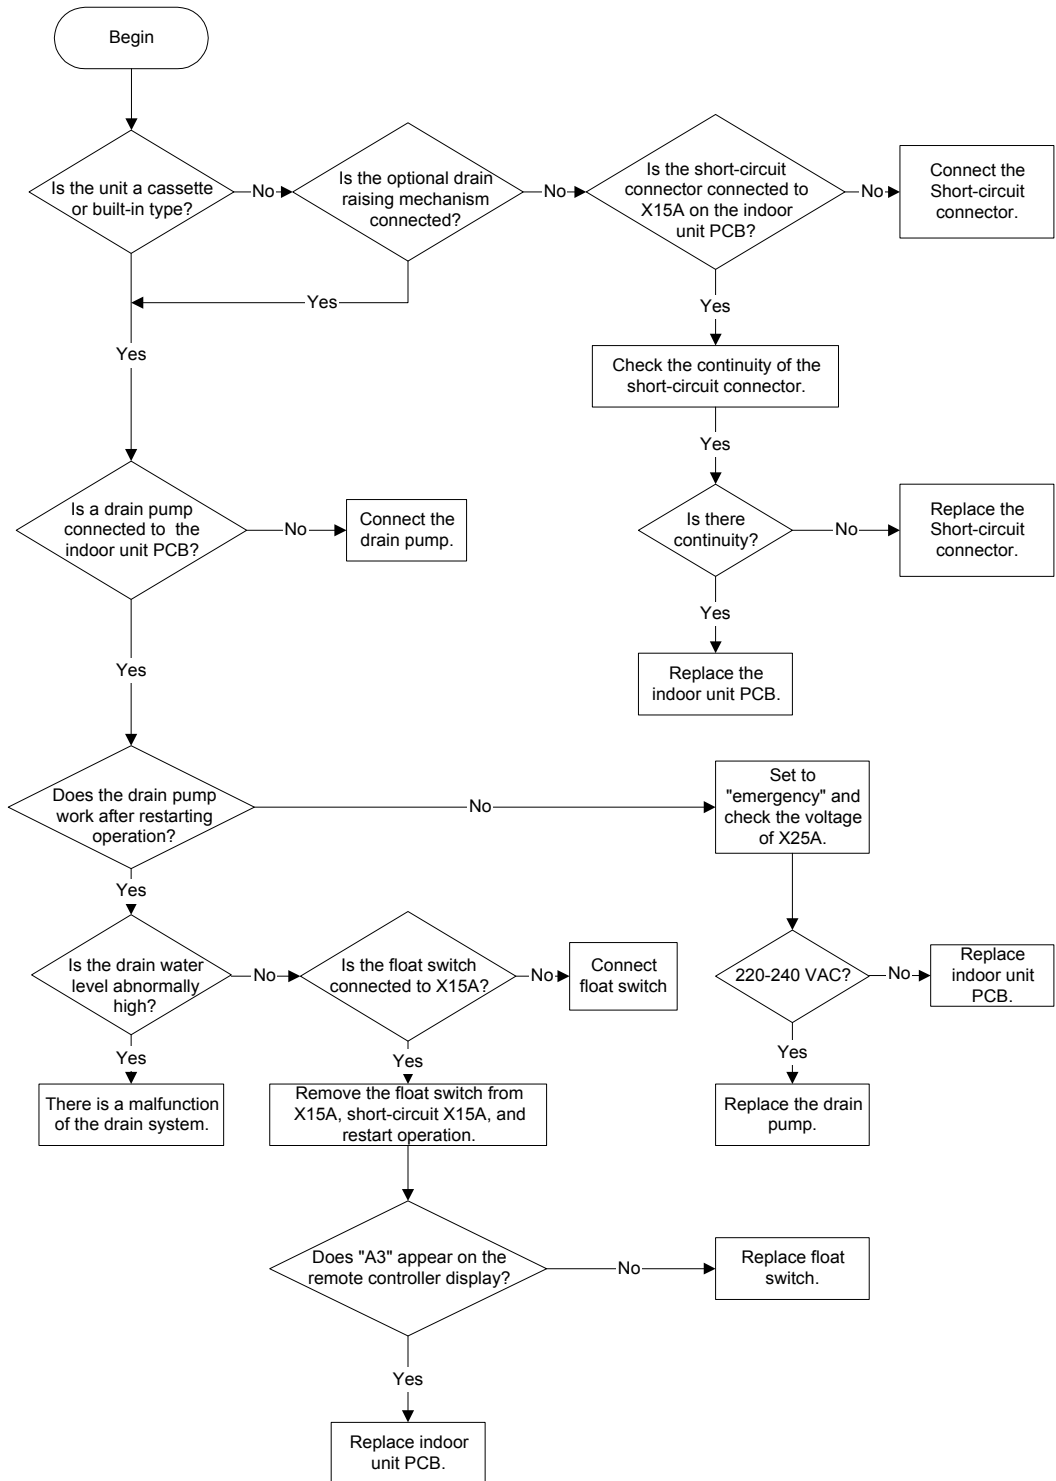 Begin
Is the unit a cassette
or built-in type?
No
Is the optional drain
raising mechanism
connected?
No
Is the short-circuit
connector connected to
X15A on the indoor
unit PCB?
No
Connect the
Short-circuit
connector.
Yes
Yes
Yes
Check the continuity of the
short-circuit connector.
Yes
Is a drain pump
connected to the
indoor unit PCB?
No
Connect the
drain pump.
Is there
continuity?
No
Replace the
Short-circuit
connector.
Yes
Yes
Replace the
indoor unit PCB.
Does the drain pump
work after restarting
operation?
No
Set to
"emergency" and
check the voltage
of X25A.
Yes
Is the drain water
level abnormally
high?
No
Is the float switch
connected to X15A?
No
Connect
float switch
220-240 VAC?
No
Replace
indoor unit
PCB.
Yes
Yes
Yes
There is a malfunction
of the drain system.
Remove the float switch from
X15A, short-circuit X15A, and
restart operation.
Replace the drain
pump.
Does "A3" appear on the
remote controller display?
No
Replace float
switch.
Yes
Replace indoor
unit PCB.